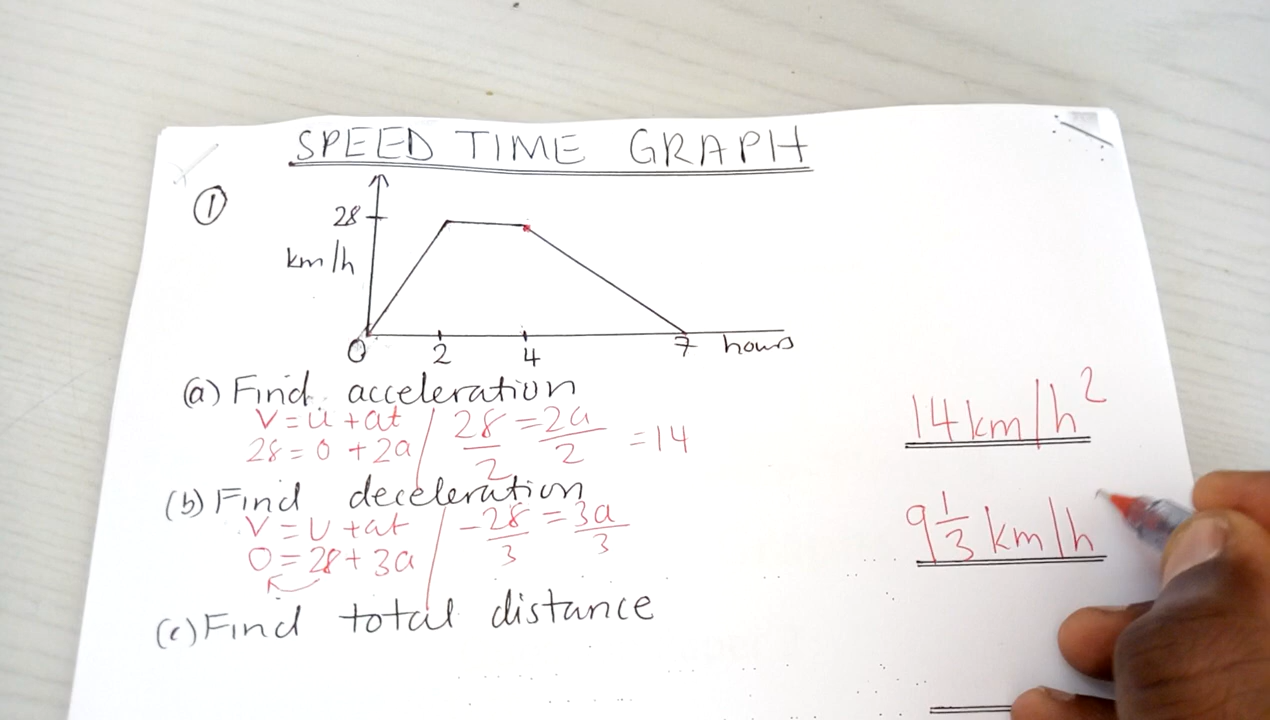 SPEED TIME GRAPH
①
28
km/h
0 2 4 7 hours
(a) Find acceleration
V = u + at
28 = 0 + 2a
28/2 = 2a/2 = 14
14 km/h²
(b) Find deceleration
V = U + at
0 = 28 + 3a
-28/3 = 3a/3
9 1/3 km/h
(c) Find total distance